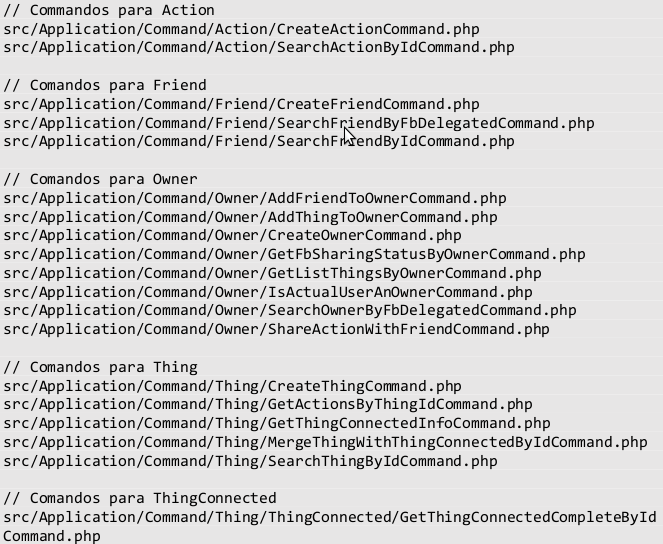 // Commandos para Action
src/Application/Command/Action/CreateActionCommand.php
src/Application/Command/Action/SearchActionByIdCommand.php
// Comandos para Friend
src/Application/Command/Friend/CreateFriendCommand.php
src/Application/Command/Friend/SearchFriendByFbDelegatedCommand.php
src/Application/Command/Friend/SearchFriendByIdCommand.php
// Comandos para Owner
src/Application/Command/Owner/AddFriendToOwnerCommand.php
src/Application/Command/Owner/AddThingToOwnerCommand.php
src/Application/Command/Owner/CreateOwnerCommand.php
src/Application/Command/Owner/GetFbSharingStatusByOwnerCommand.php
src/Application/Command/Owner/GetListThingsByOwnerCommand.php
src/Application/Command/Owner/IsActualUserAnOwnerCommand.php
src/Application/Command/Owner/SearchOwnerByFbDelegatedCommand.php
src/Application/Command/Owner/ShareActionWithFriendCommand.php
// Comandos para Thing
src/Application/Command/Thing/CreateThingCommand.php
src/Application/Command/Thing/GetActionsByThingIdCommand.php
src/Application/Command/Thing/GetThingConnectedInfoCommand.php
src/Application/Command/Thing/MergeThingWithThingConnectedByIdCommand.php
src/Application/Command/Thing/SearchThingByIdCommand.php
// Comandos para ThingConnected
src/Application/Command/Thing/ThingConnected/GetThingConnectedCompleteById
Command.php